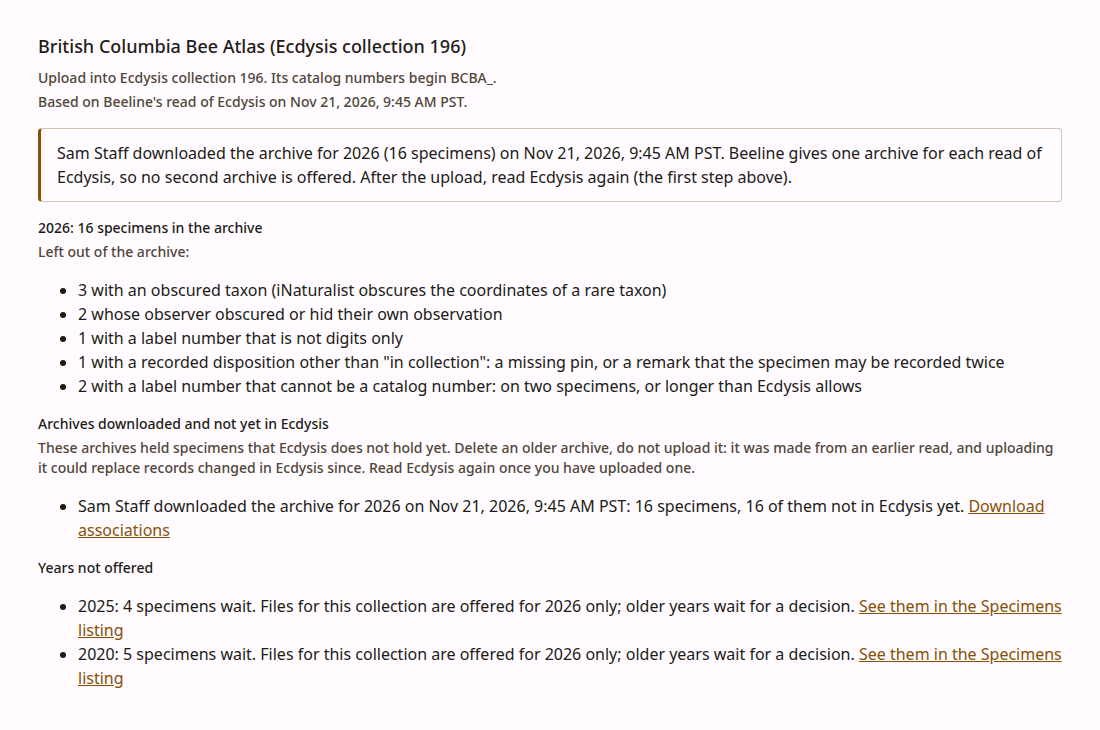 British Columbia Bee Atlas (Ecdysis collection 196)
Upload into Ecdysis collection 196. Its catalog numbers begin BCBA_.
Based on Beeline's read of Ecdysis on Nov 21, 2026, 9:45 AM PST.
Sam Staff downloaded the archive for 2026 (16 specimens) on Nov 21, 2026, 9:45 AM PST. Beeline gives one archive for each read of
Ecdysis, so no second archive is offered. After the upload, read Ecdysis again (the first step above).
2026: 16 specimens in the archive
Left out of the archive:
• 3 with an obscured taxon (iNaturalist obscures the coordinates of a rare taxon)
• 2 whose observer obscured or hid their own observation
• 1 with a label number that is not digits only
• 1 with a recorded disposition other than "in collection": a missing pin, or a remark that the specimen may be recorded twice
• 2 with a label number that cannot be a catalog number: on two specimens, or longer than Ecdysis allows
Archives downloaded and not yet in Ecdysis
These archives held specimens that Ecdysis does not hold yet. Delete an older archive, do not upload it: it was made from an earlier read, and uploading
it could replace records changed in Ecdysis since. Read Ecdysis again once you have uploaded one.
• Sam Staff downloaded the archive for 2026 on Nov 21, 2026, 9:45 AM PST: 16 specimens, 16 of them not in Ecdysis yet. Download
associations
Years not offered
• 2025: 4 specimens wait. Files for this collection are offered for 2026 only; older years wait for a decision. See them in the Specimens
listing
• 2020: 5 specimens wait. Files for this collection are offered for 2026 only; older years wait for a decision. See them in the Specimens
listing